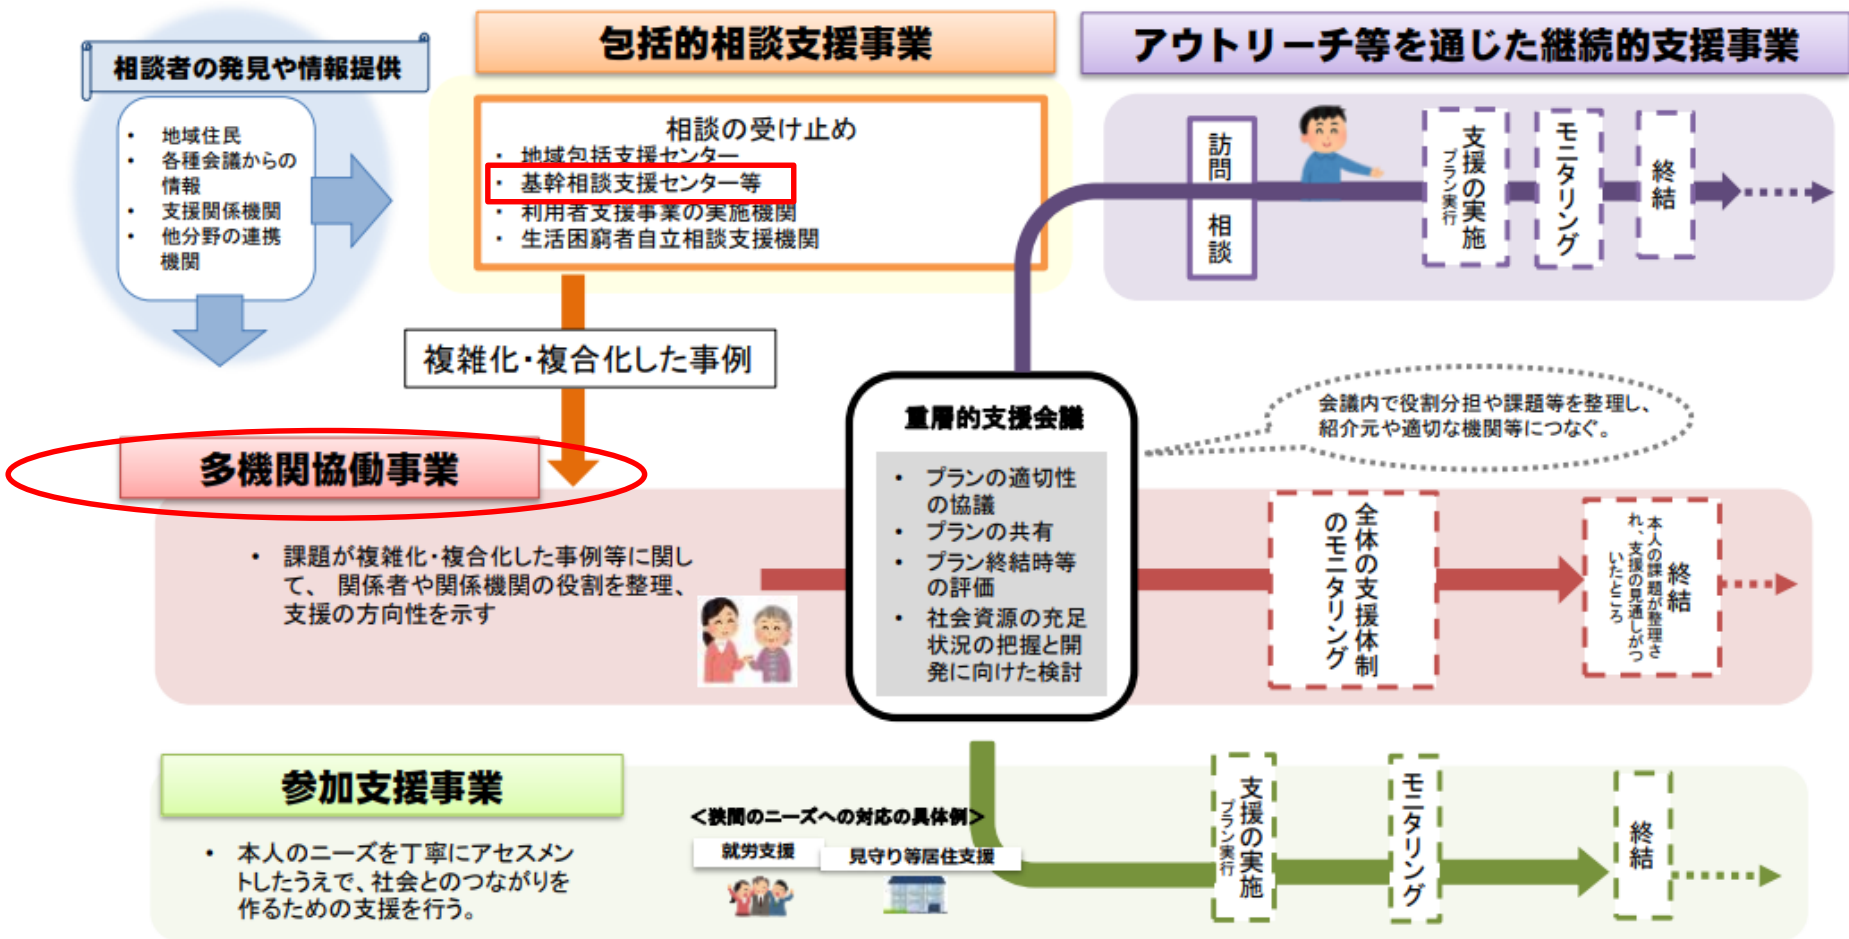 相談者の発見や情報提供
・ 地域住民
・ 各種会議からの
情報
・ 支援関係機関
・ 他分野の連携
機関
包括的相談支援事業
相談の受け止め
・ 地域包括支援センター
・ 基幹相談支援センター等
・ 利用者支援事業の実施機関
・ 生活困窮者自立相談支援機関
アウトリーチ等を通じた継続的支援事業
訪問
相談
支援の実施
プラン実行
モニタリング
終結
複雑化・複合化した事例
多機関協働事業
・ 課題が複雑化・複合化した事例等に関し
て、 関係者や関係機関の役割を整理、
支援の方向性を示す
重層的支援会議
・ プランの適切性
の協議
・ プランの共有
・ プラン終結時等
の評価
・ 社会資源の充足
状況の把握と開
発に向けた検討
会議内で役割分担や課題等を整理し、
紹介元や適切な機関等につなぐ。
全体の支援体制
のモニタリング
終結
本人の課題が整理さ
れ、支援の見通しがつ
いたところ
参加支援事業
・ 本人のニーズを丁寧にアセスメン
トしたうえで、社会とのつながりを
作るための支援を行う。
＜狭間のニーズへの対応の具体例＞
就労支援
見守り等居住支援
支援の実施
プラン実行
モニタリング
終結